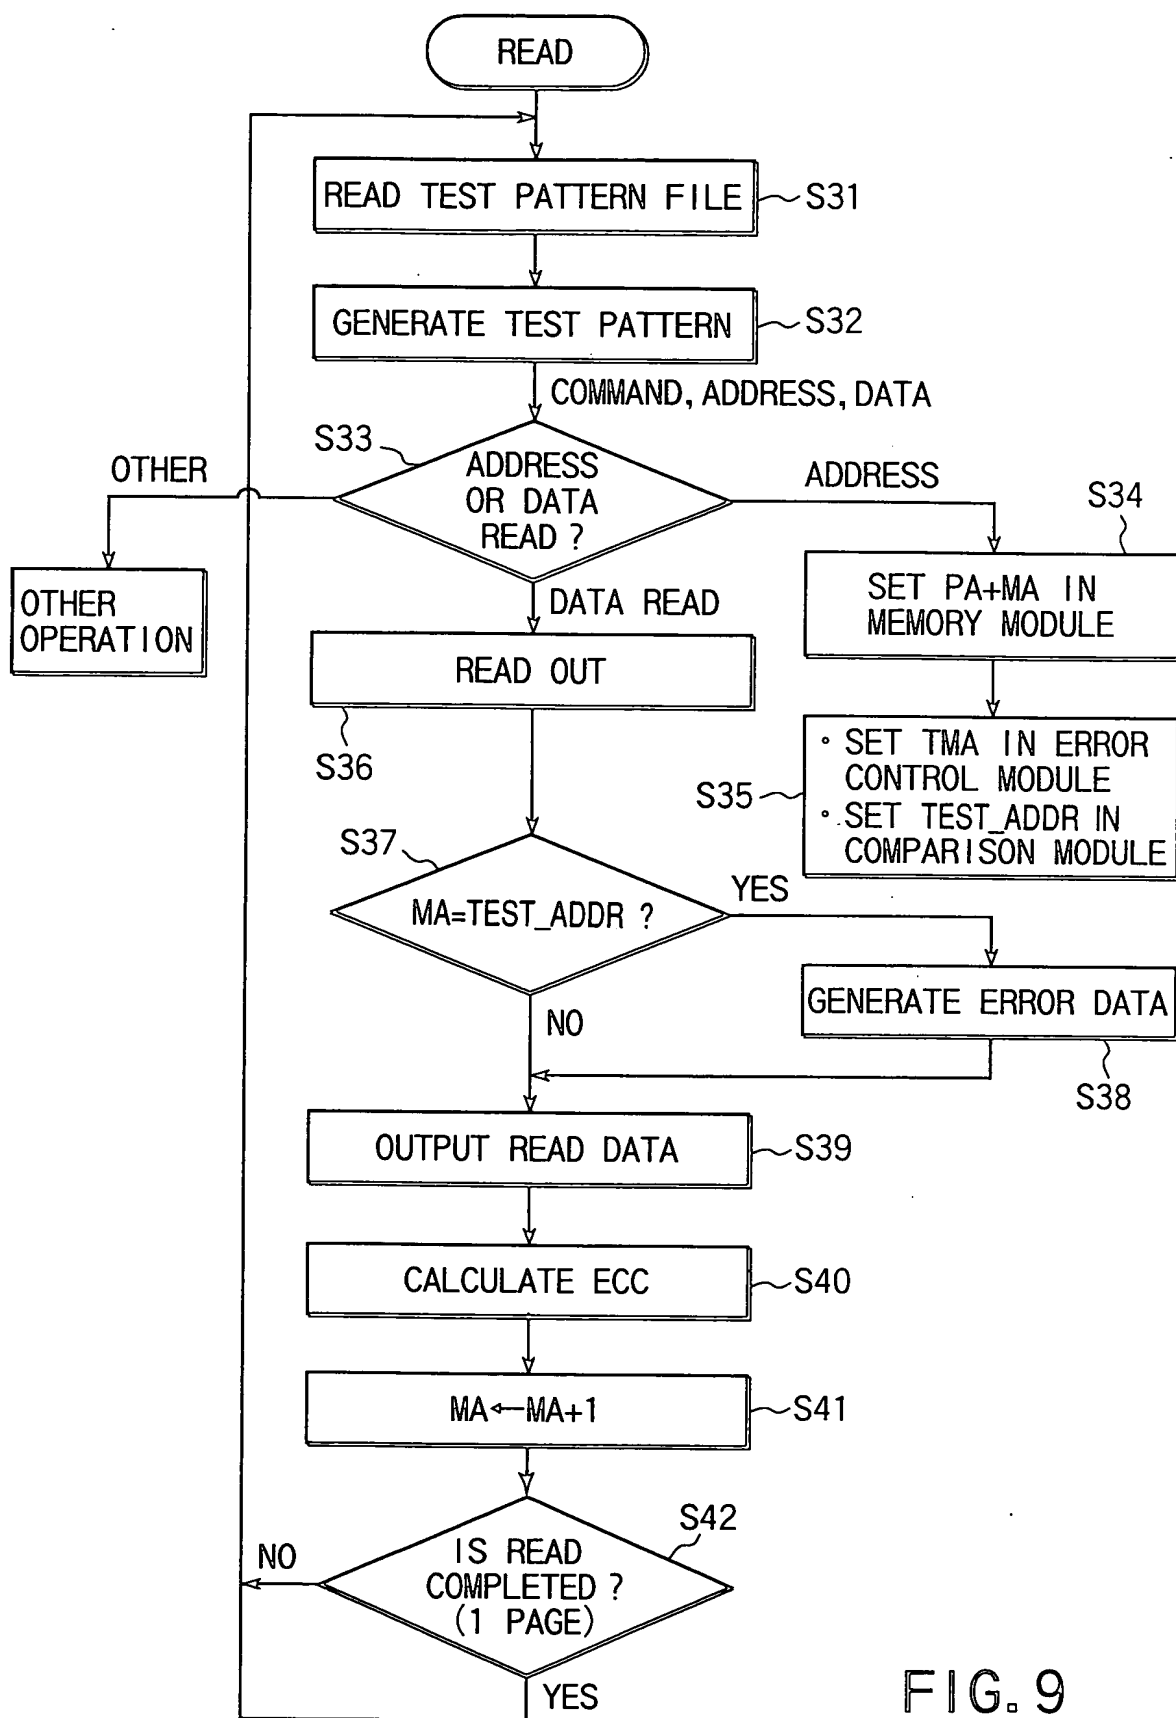 READ
READ TEST PATTERN FILE
S31
GENERATE TEST PATTERN
S32
COMMAND, ADDRESS, DATA
S33
OTHER
ADDRESS
OR DATA
READ ?
ADDRESS
S34
OTHER
OPERATION
DATA READ
SET PA+MA IN
MEMORY MODULE
READ OUT
S36
S35
° SET TMA IN ERROR
CONTROL MODULE
° SET TEST_ADDR IN
COMPARISON MODULE
S37
MA=TEST_ADDR ?
YES
GENERATE ERROR DATA
S38
NO
OUTPUT READ DATA
S39
CALCULATE ECC
S40
MA←MA+1
S41
S42
IS READ
COMPLETED ?
(1 PAGE)
NO
YES
FIG. 9